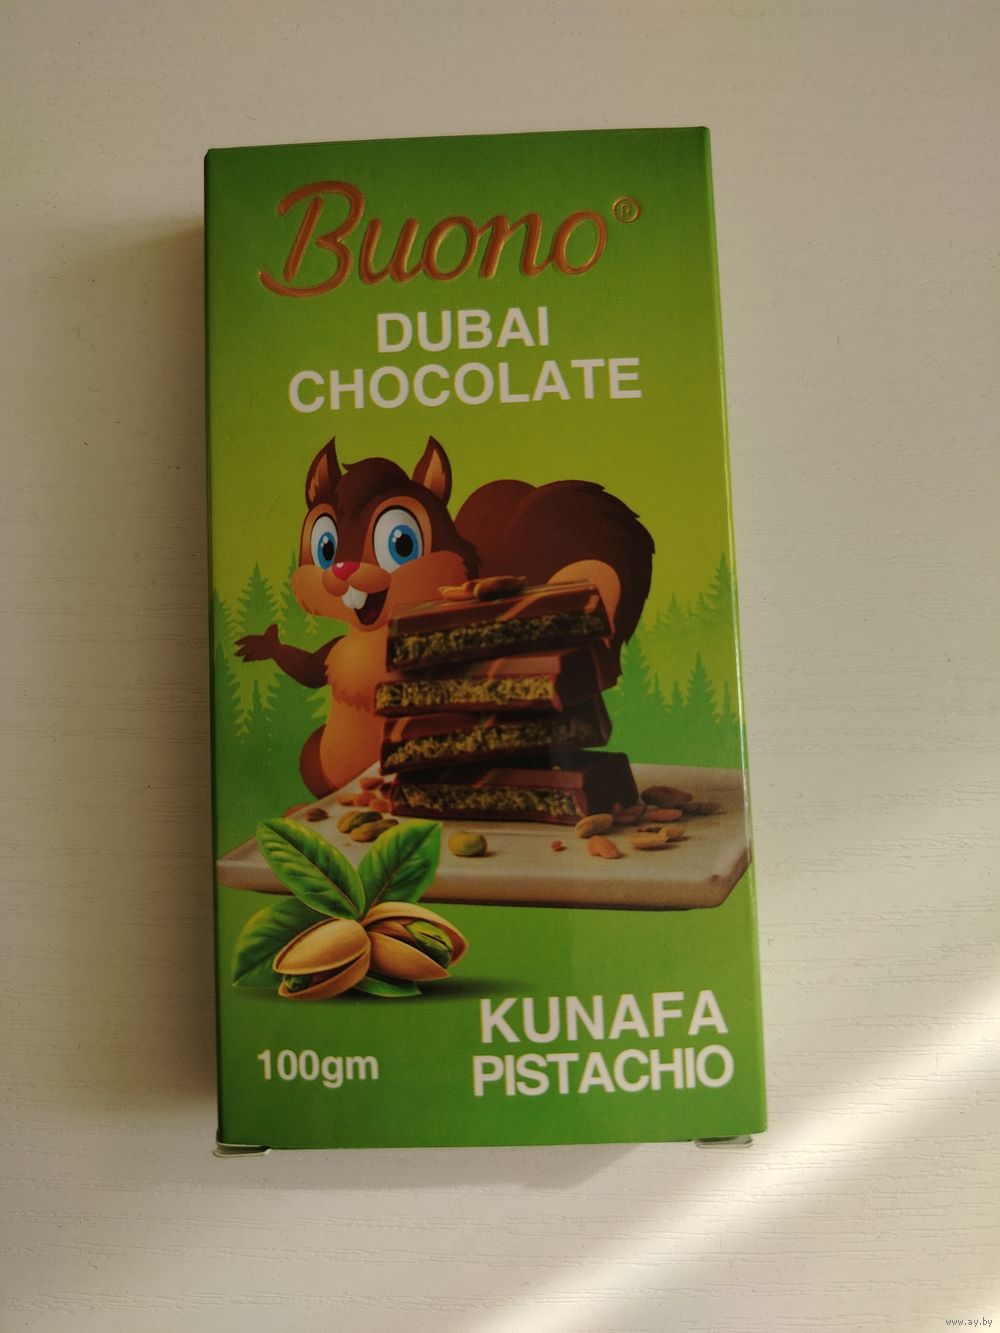 Buono®
DUBAI
CHOCOLATE
KUNAFA
100gm
PISTACHIO
www.ay.by